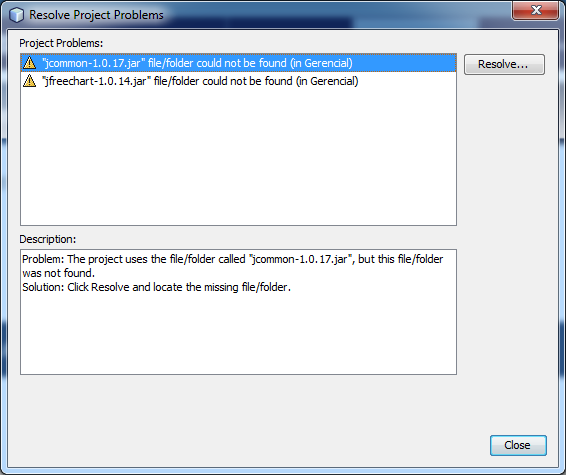 Resolve Project Problems
Project Problems:
"jcommon-1.0.17.jar" file/folder could not be found (in Gerencial)
Resolve...
"jfreechart-1.0.14.jar" file/folder could not be found (in Gerencial)
Description:
Problem: The project uses the file/folder called "jcommon-1.0.17.jar", but this file/folder
was not found.
Solution: Click Resolve and locate the missing file/folder.
Close